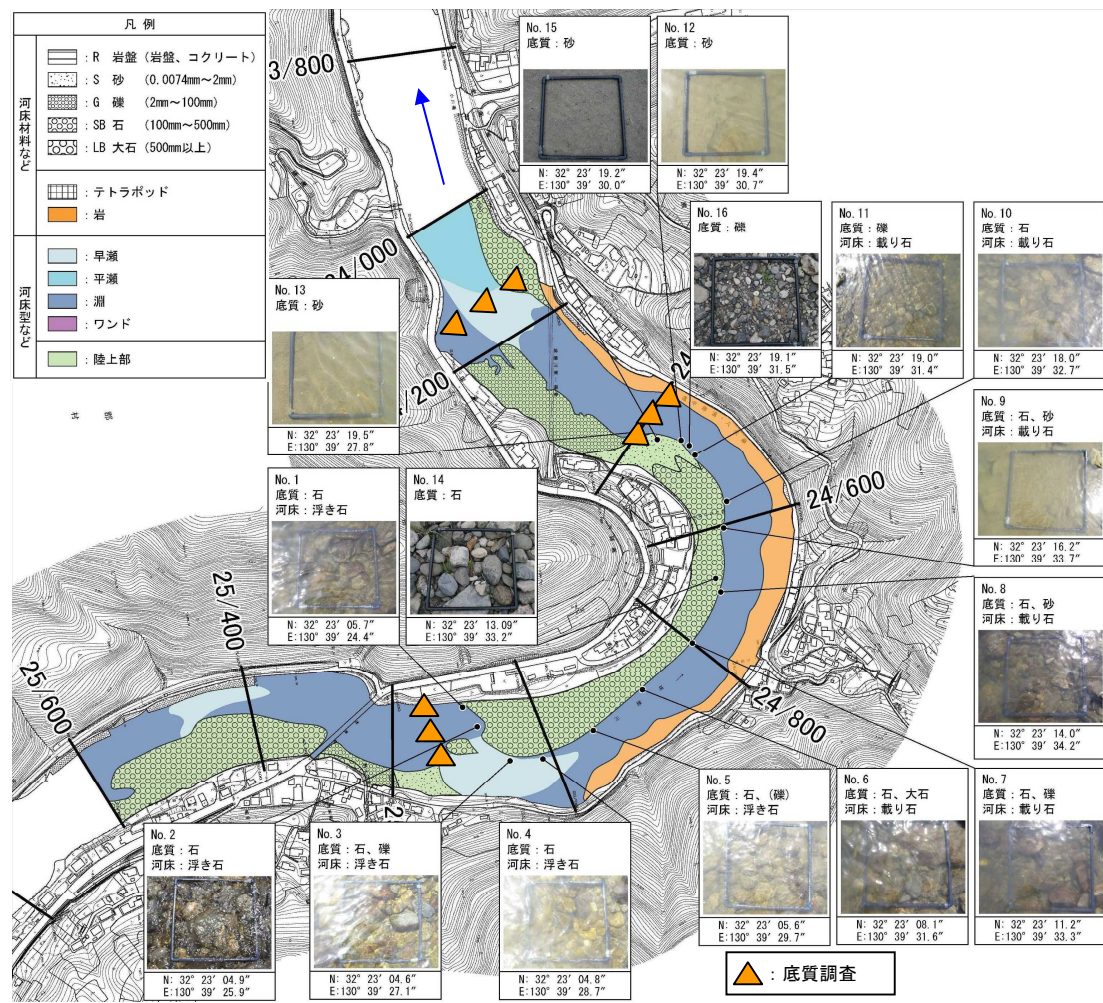 凡例
河床材料など
: R 岩盤 (岩盤、コクリート)
: S 砂 (0.0074mm～2mm)
: G 礫 (2mm～100mm)
: SB 石 (100mm～500mm)
: LB 大石 (500mm以上)
: テトラポッド
: 岩
河床型など
: 早瀬
: 平瀬
: 淵
: ワンド
: 陸上部
3/800
24/000
/200
24
24/600
24/800
25/400
25/600
No.15
底質：砂
N: 32° 23′ 19.2″
E:130° 39′ 30.0″
No.12
底質：砂
N: 32° 23′ 19.4″
E:130° 39′ 30.7″
No.16
底質：礫
N: 32° 23′ 19.1″
E:130° 39′ 31.5″
No.11
底質：礫
河床：載り石
N: 32° 23′ 19.0″
E:130° 39′ 31.4″
No.10
底質：石
河床：載り石
N: 32° 23′ 18.0″
E:130° 39′ 32.7″
No.13
底質：砂
N: 32° 23′ 19.5″
E:130° 39′ 27.8″
No.9
底質：石、砂
河床：載り石
N: 32° 23′ 16.2″
E:130° 39′ 33.7″
No.1
底質：石
河床：浮き石
N: 32° 23′ 05.7″
E:130° 39′ 24.4″
No.14
底質：石
N: 32° 23′ 13.09″
E:130° 39′ 33.2″
No.8
底質：石、砂
河床：載り石
N: 32° 23′ 14.0″
E:130° 39′ 34.2″
No.2
底質：石
河床：浮き石
N: 32° 23′ 04.9″
E:130° 39′ 25.9″
No.3
底質：石、礫
河床：浮き石
N: 32° 23′ 04.6″
E:130° 39′ 27.1″
No.4
底質：石
河床：浮き石
N: 32° 23′ 04.8″
E:130° 39′ 28.7″
No.5
底質：石、(礫)
河床：浮き石
N: 32° 23′ 05.6″
E:130° 39′ 29.7″
No.6
底質：石、大石
河床：載り石
N: 32° 23′ 08.1″
E:130° 39′ 31.6″
No.7
底質：石、礫
河床：載り石
N: 32° 23′ 11.2″
E:130° 39′ 33.3″
: 底質調査